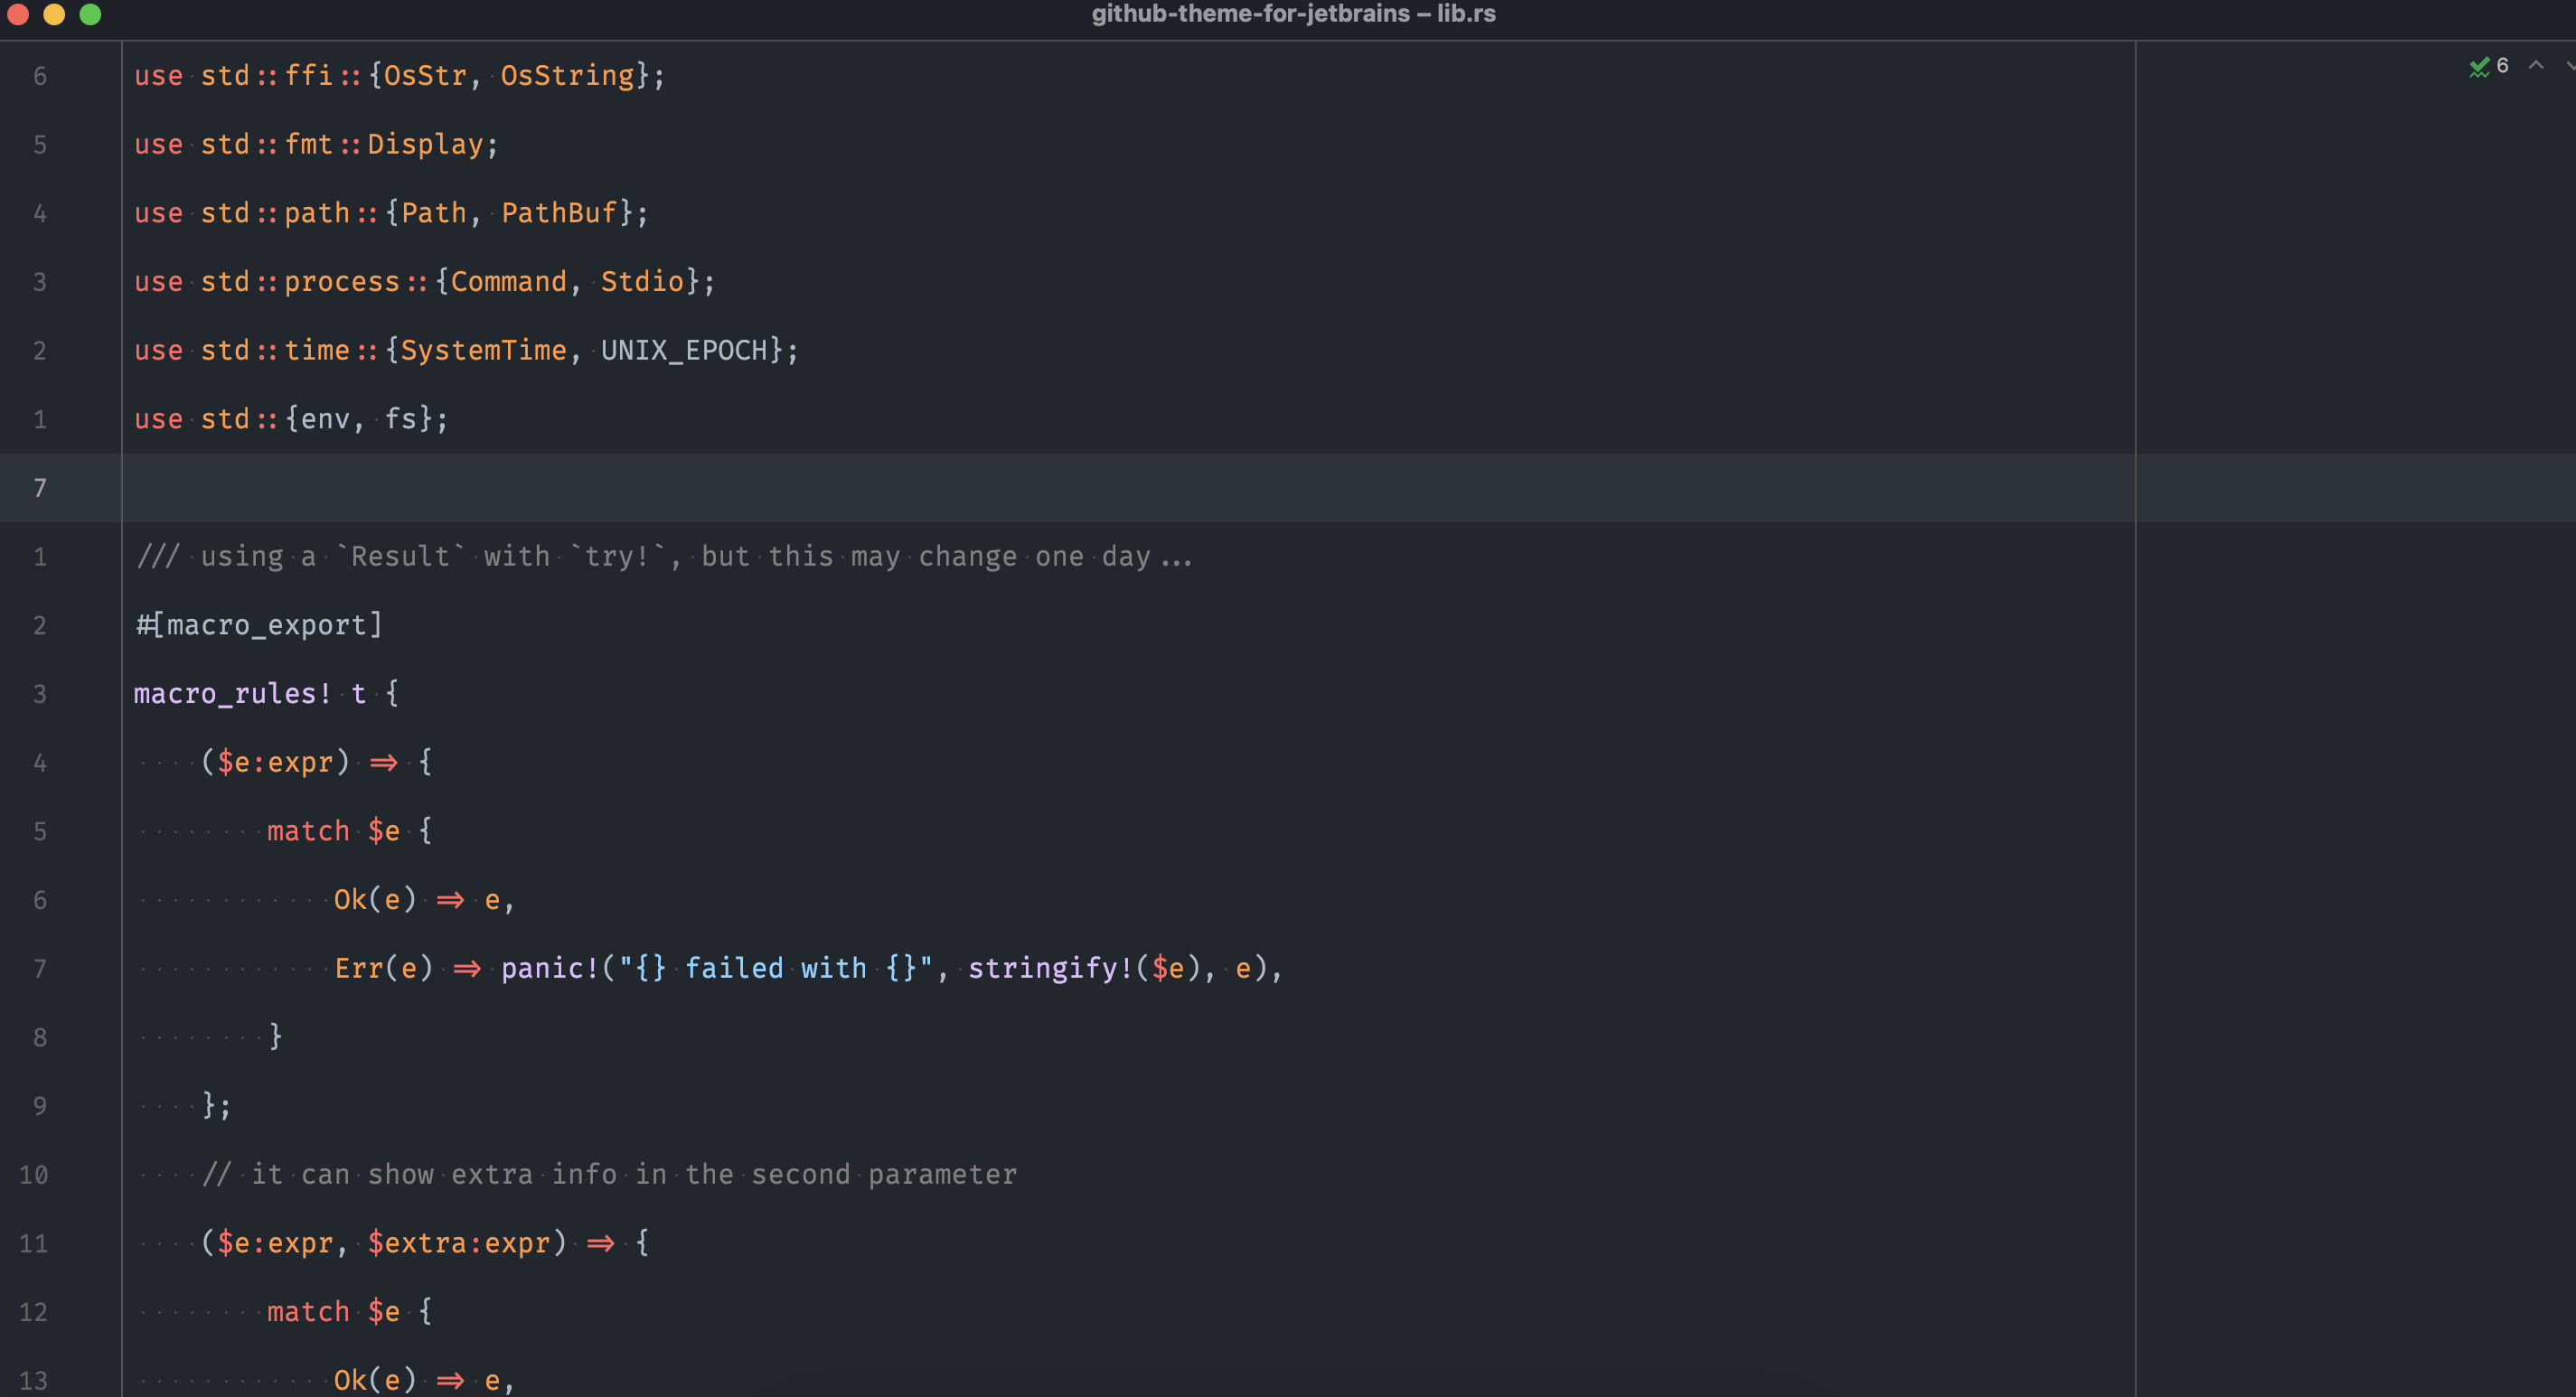 github-theme-for-jetbrains – lib.rs
6
6 use std::ffi::{OsStr, OsString};
5 use std::fmt::Display;
4 use std::path::{Path, PathBuf};
3 use std::process::{Command, Stdio};
2 use std::time::{SystemTime, UNIX_EPOCH};
1 use std::{env, fs};
7
1 /// using a `Result` with `try!`, but this may change one day...
2 #[macro_export]
3 macro_rules! t {
4     ($e:expr) => {
5         match $e {
6             Ok(e) => e,
7             Err(e) => panic!("{} failed with {}", stringify!($e), e),
8         }
9     };
10     // it can show extra info in the second parameter
11     ($e:expr, $extra:expr) => {
12         match $e {
13             Ok(e) => e,